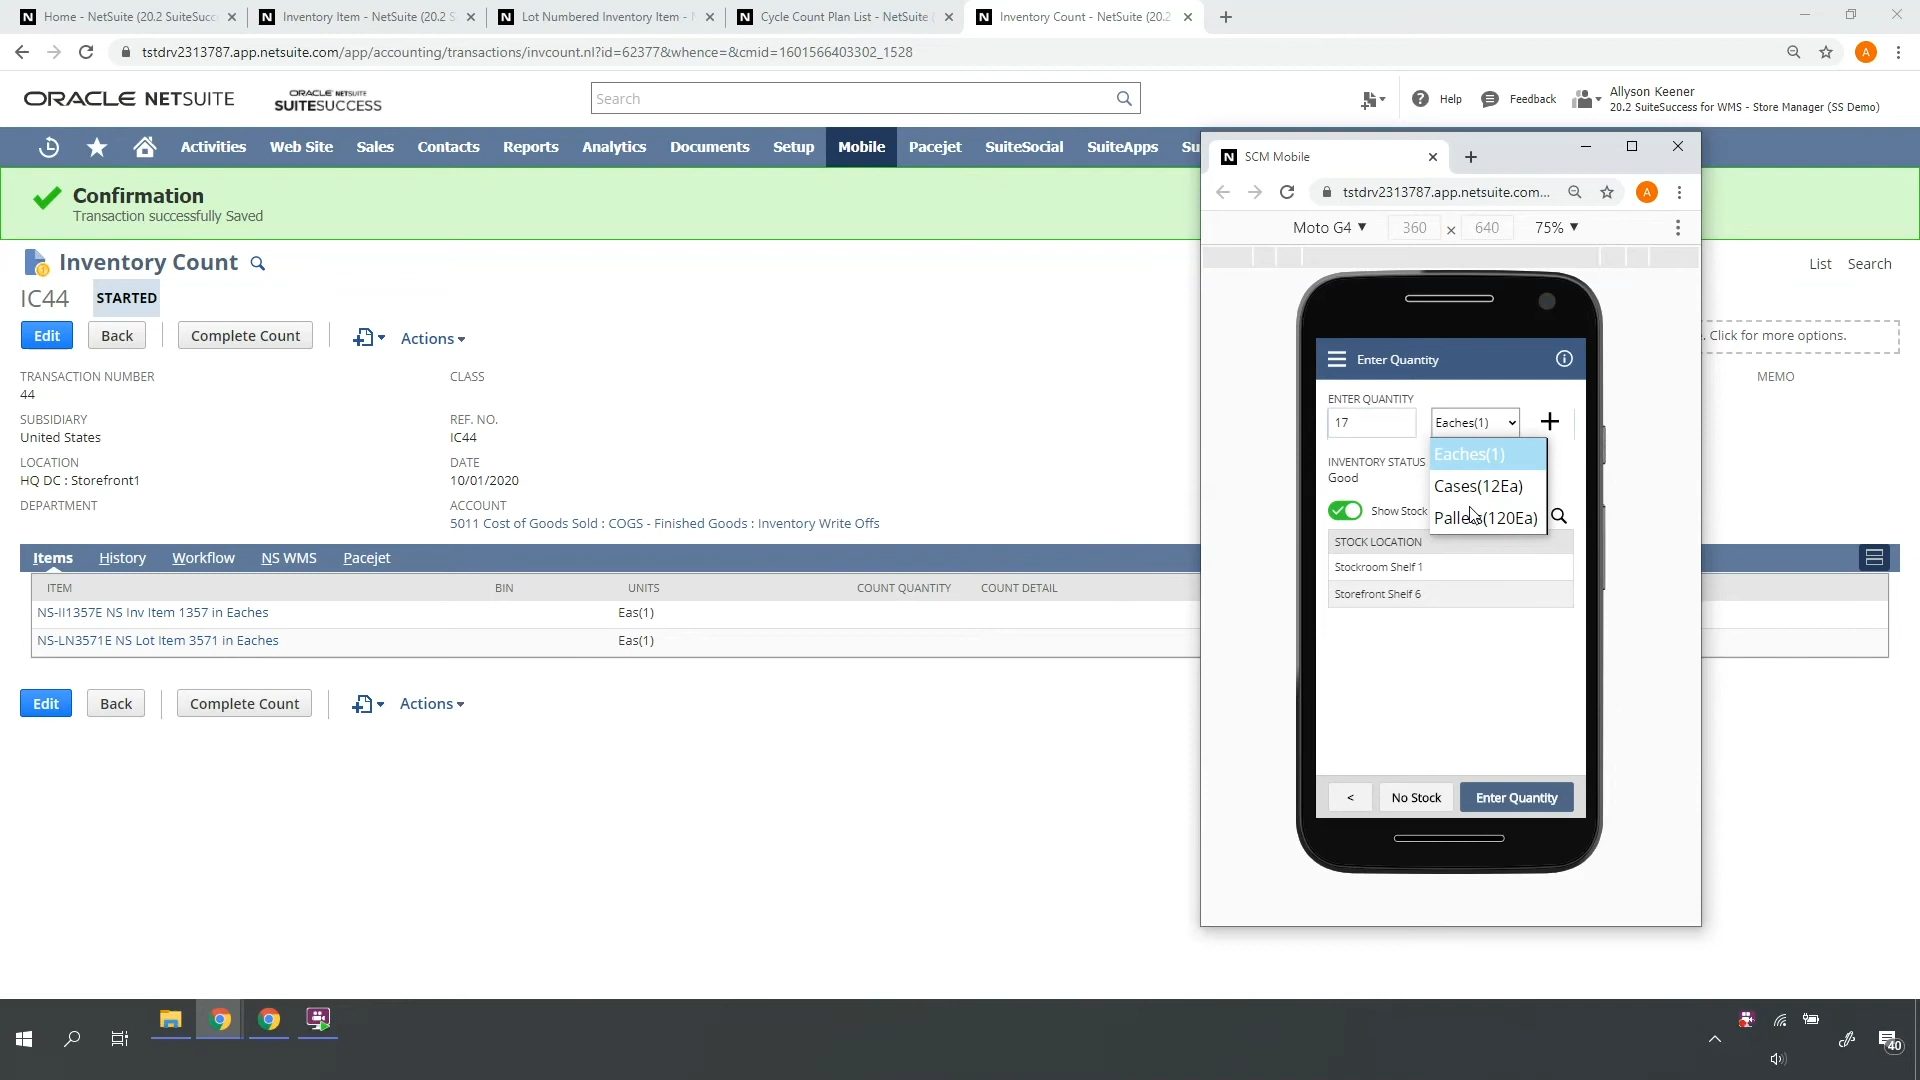 Home - NetSuite (20.2 SuiteSucc
Inventory Item - NetSuite (20.2 S
Lot Numbered Inventory Item -
Cycle Count Plan List - NetSuite
Inventory Count - NetSuite (20.2
tstdrv2313787.app.netsuite.com/app/accounting/transactions/invcount.nl?id=62377&whence=&cmid=1601566403302_1528
A
ORACLE NETSUITE
ORACLE NETSUITE
SUITESUCCESS
Search
Help
Feedback
Allyson Keener
20.2 SuiteSuccess for WMS - Store Manager (SS Demo)
Activities
Web Site
Sales
Contacts
Reports
Analytics
Documents
Setup
Mobile
Pacejet
SuiteSocial
SuiteApps
Su
Confirmation
Transaction successfully Saved
Inventory Count
List
Search
IC44
STARTED
Edit
Back
Complete Count
Actions
. Click for more options.
TRANSACTION NUMBER
44
SUBSIDIARY
United States
LOCATION
HQ DC : Storefront1
DEPARTMENT
CLASS
REF. NO.
IC44
DATE
10/01/2020
ACCOUNT
5011 Cost of Goods Sold : COGS - Finished Goods : Inventory Write Offs
MEMO
Items
History
Workflow
NS WMS
Pacejet
ITEM
BIN
UNITS
COUNT QUANTITY
COUNT DETAIL
NS-II1357E NS Inv Item 1357 in Eaches
Eas(1)
NS-LN3571E NS Lot Item 3571 in Eaches
Eas(1)
Edit
Back
Complete Count
Actions
SCM Mobile
tstdrv2313787.app.netsuite.com...
A
Moto G4
360
x
640
75%
Enter Quantity
ENTER QUANTITY
17
Eaches(1)
+
Eaches(1)
Cases(12Ea)
Pallets(120Ea)
INVENTORY STATUS
Good
Show Stock
STOCK LOCATION
Stockroom Shelf 1
Storefront Shelf 6
<
No Stock
Enter Quantity
40